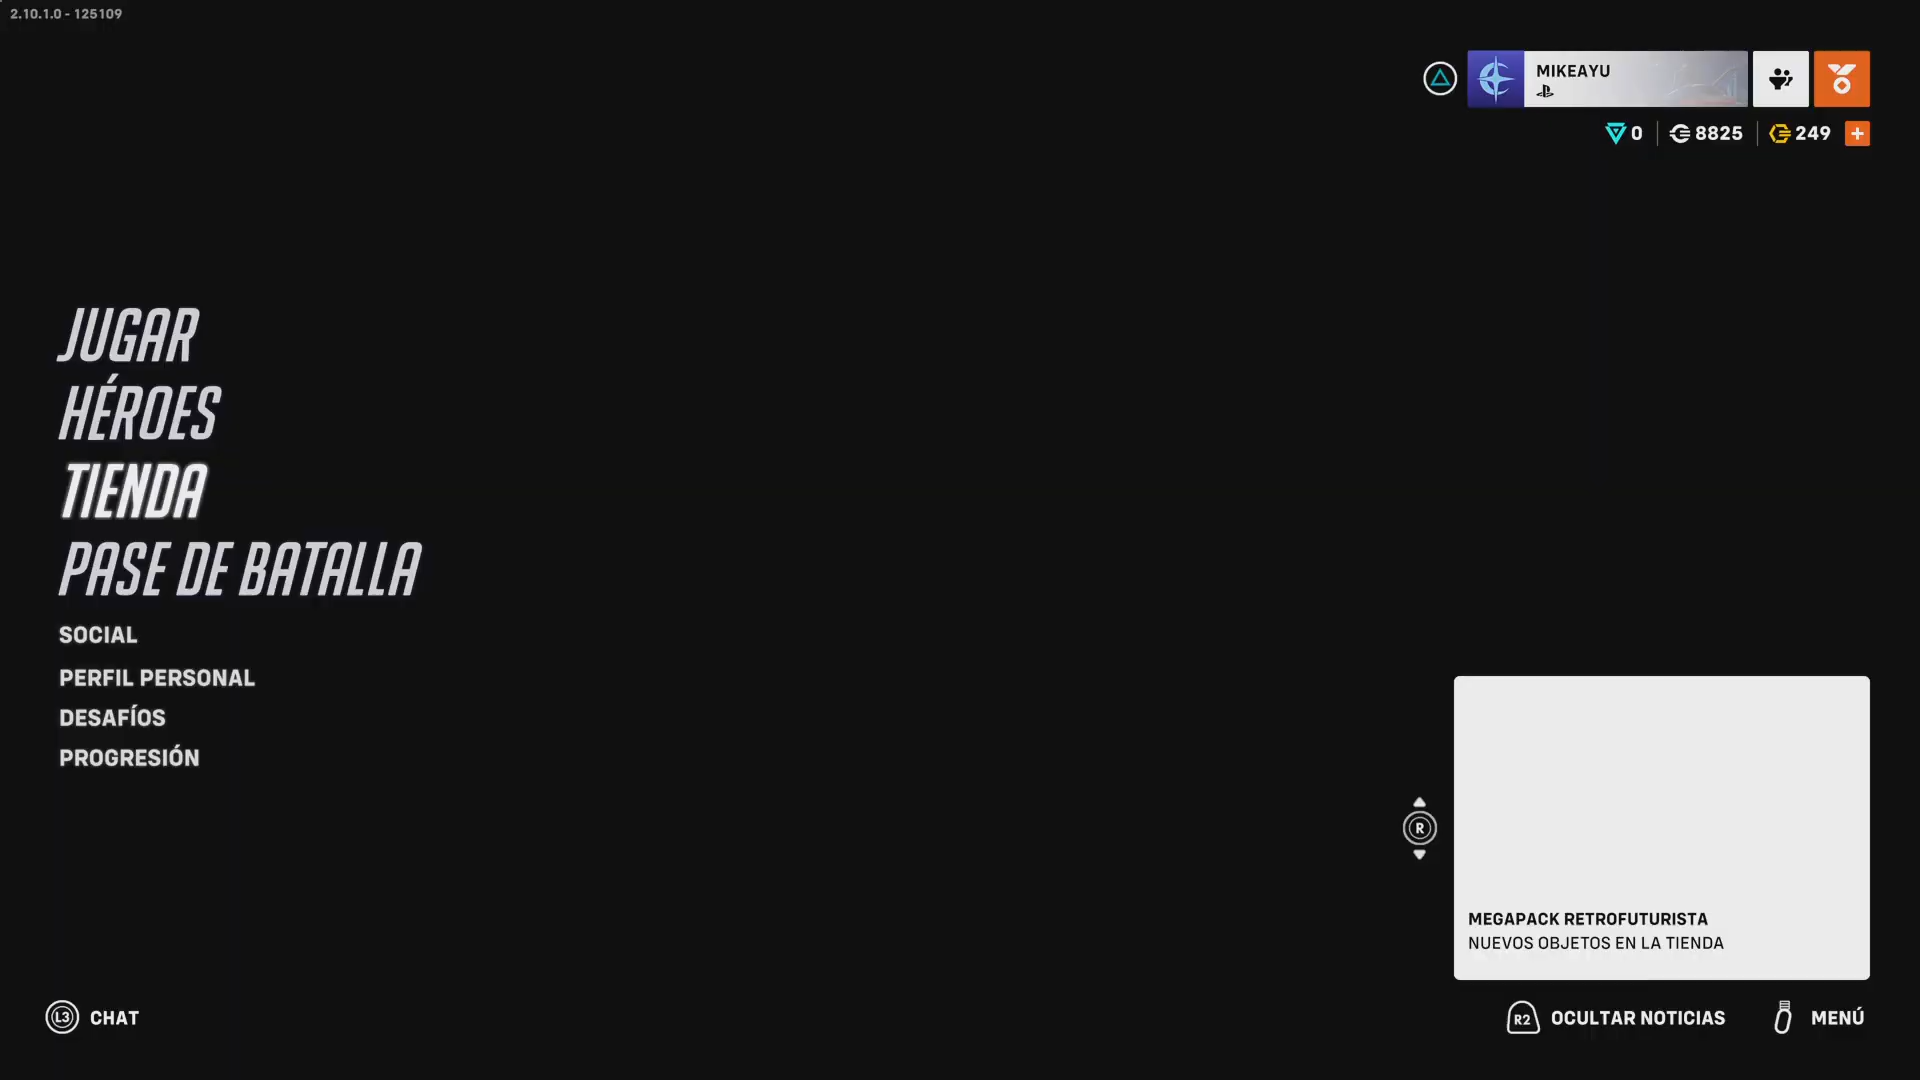 2.10.1.0 - 125109
MIKEAYU
0
8825
249
JUGAR
HÉROES
TIENDA
PASE DE BATALLA
SOCIAL
PERFIL PERSONAL
DESAFÍOS
PROGRESIÓN
R
MEGAPACK RETROFUTURISTA
NUEVOS OBJETOS EN LA TIENDA
L3 CHAT
R2 OCULTAR NOTICIAS
MENÚ